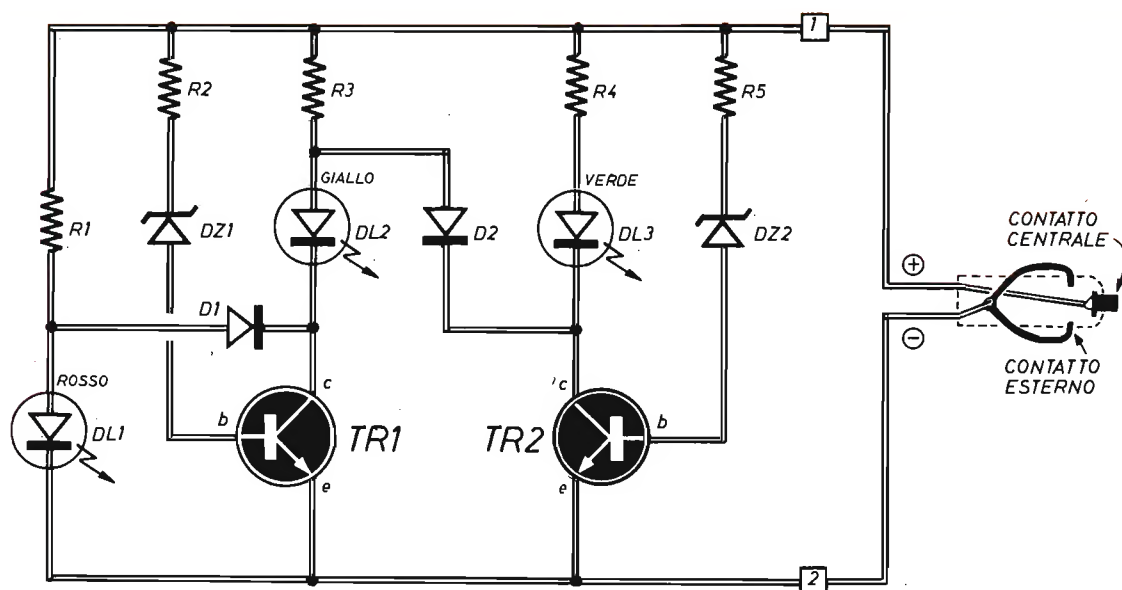 1
R2
R3
R4
R5
R1
GIALLO
VERDE
DZ1
DL2
D2
DL3
DZ2
CONTATTO
CENTRALE
+
D1
−
CONTATTO
ESTERNO
ROSSO
c
c
DL1
b
TR1
TR2
b
e
e
2